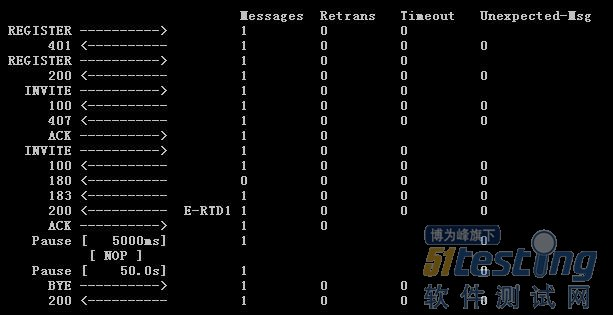 Messages Retrans Timeout Unexpected-Msg
REGISTER ----------> 1 0 0
401 <---------- 1 0 0 0
REGISTER ----------> 1 0 0
200 <---------- 1 0 0 0
INVITE ----------> 1 0 0
100 <---------- 1 0 0 0
407 <---------- 1 0 0 0
ACK ----------> 1 0
INVITE ----------> 1 0 0
100 <---------- 1 0 0 0
180 <---------- 0 0 0 0
183 <---------- 1 0 0 0
200 <---------- E-RTD1 1 0 0 0
ACK ----------> 1 0
Pause [ 5000ms] 1 0
[ NOP ]
Pause [ 50.0s] 1 0
BYE ----------> 1 0 0
200 <---------- 1 0 0 0
博为峰旗下
51testing
软件测试网